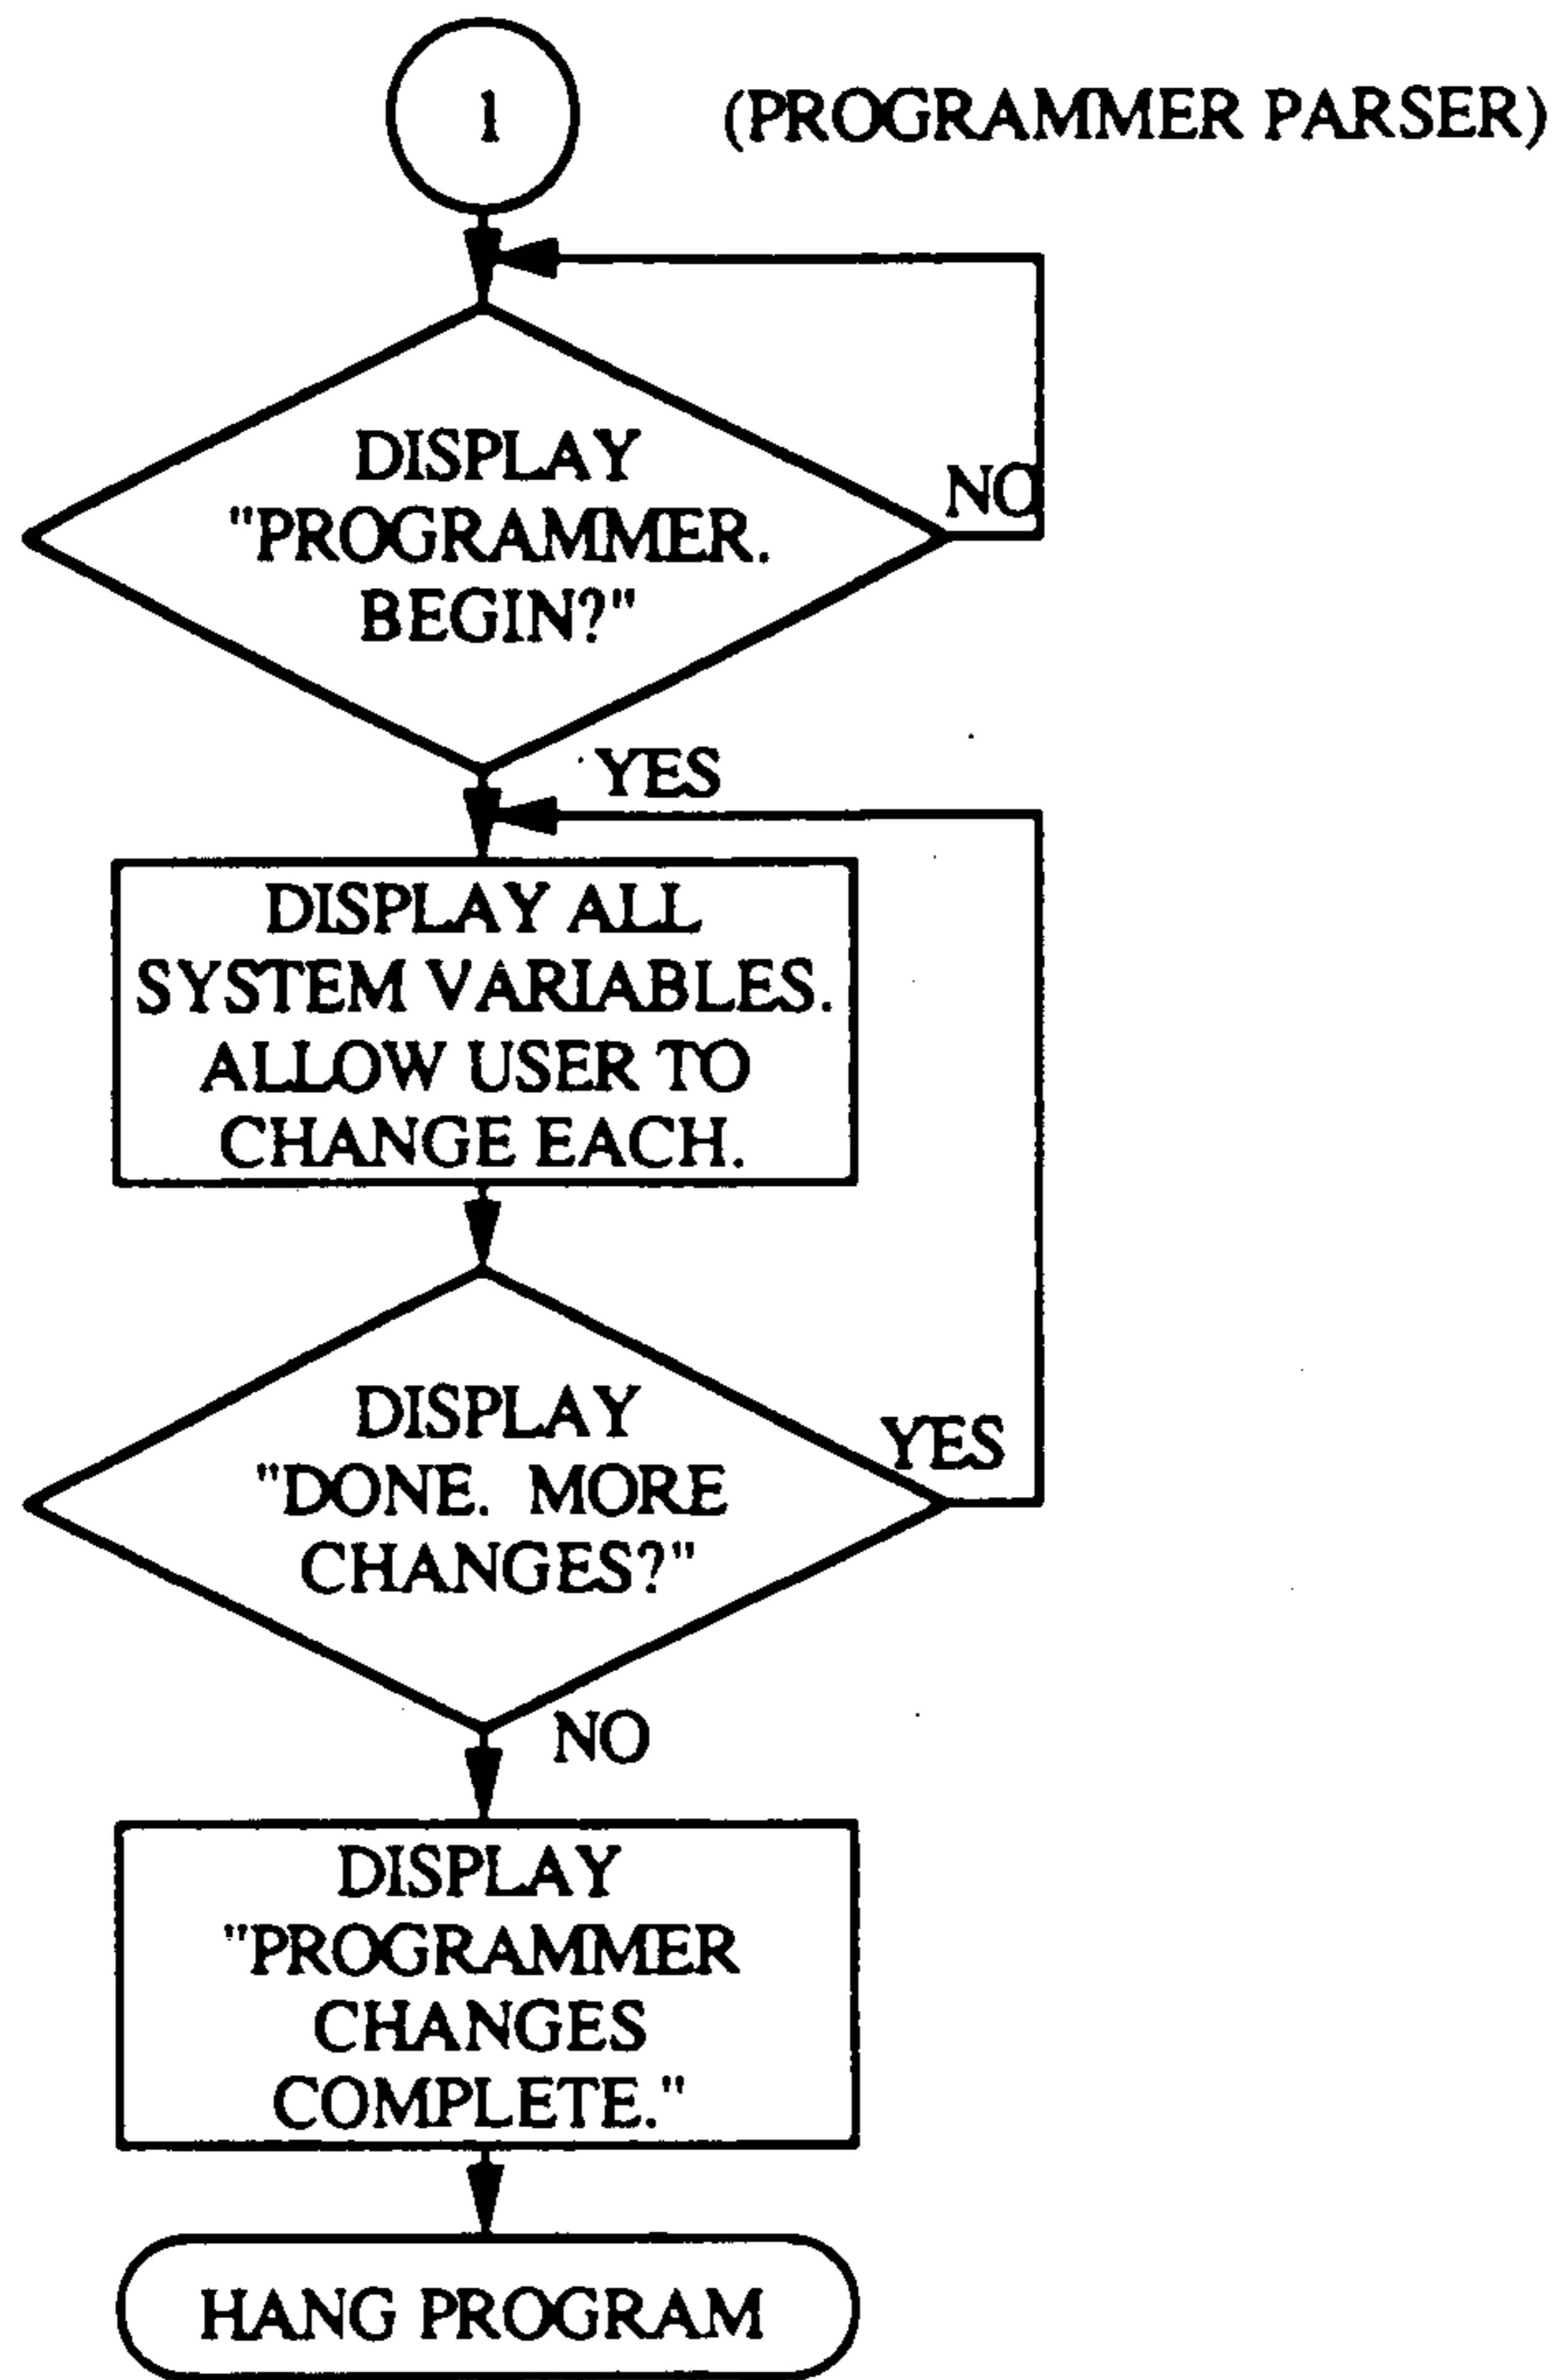 1
(PROGRAMMER PARSER)
DISPLAY
"PROGRAMMER.
BEGIN?"
NO
YES
DISPLAY ALL
SYSTEM VARIABLES.
ALLOW USER TO
CHANGE EACH.
DISPLAY
"DONE. MORE
CHANGES?"
YES
NO
DISPLAY
"PROGRAMMER
CHANGES
COMPLETE."
HANG PROGRAM